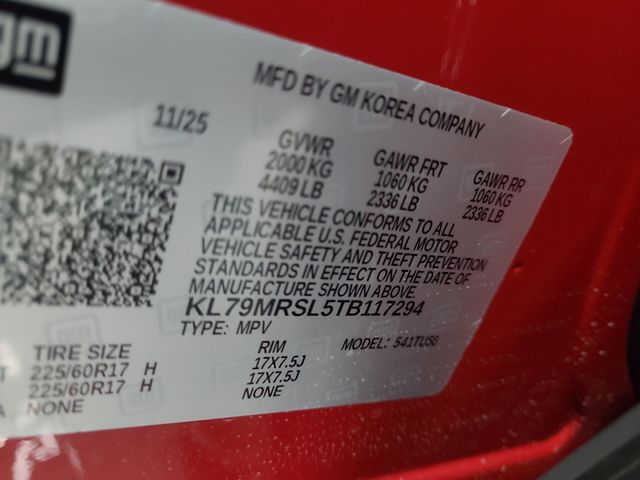 gm
MFD BY GM KOREA COMPANY
11/25
GVWR GAWR FRT GAWR RR
2000 KG 1060 KG 1060 KG
4409 LB 2336 LB 2336 LB
THIS VEHICLE CONFORMS TO ALL
APPLICABLE U.S. FEDERAL MOTOR
VEHICLE SAFETY AND THEFT PREVENTION
STANDARDS IN EFFECT ON THE DATE OF
MANUFACTURE SHOWN ABOVE.
KL79MRSL5TB117294
TYPE: MPV MODEL: 541TUS6
TIRE SIZE RIM
225/60R17 H 17X7.5J
225/60R17 H 17X7.5J
NONE NONE